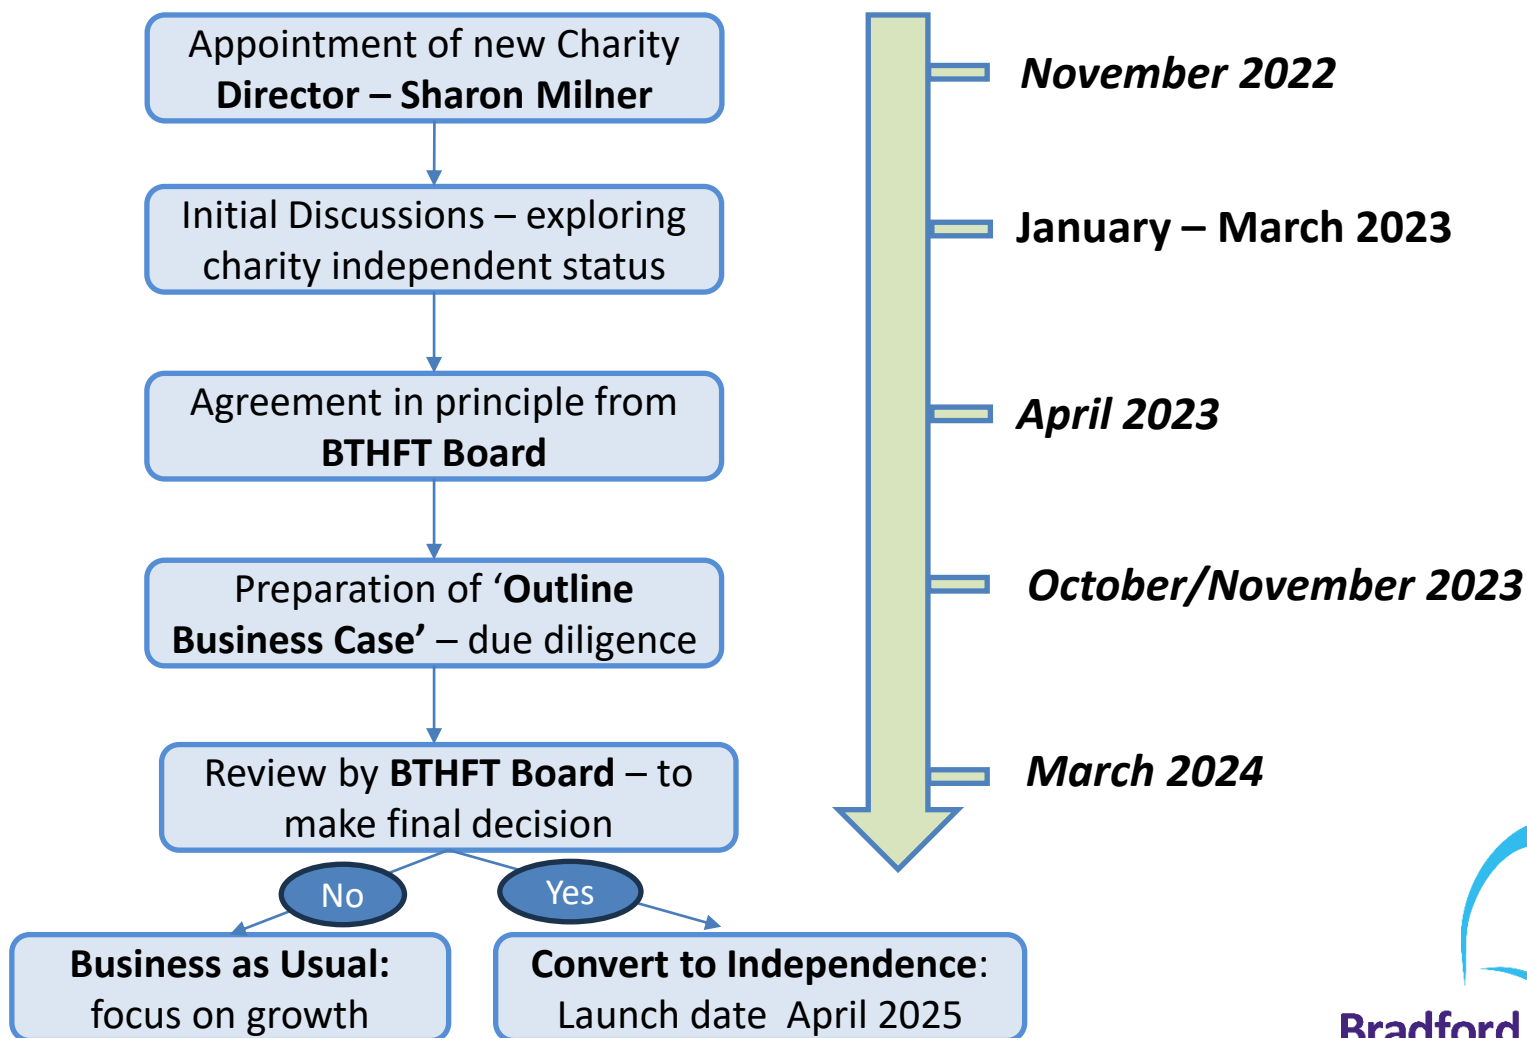 Appointment of new Charity
Director – Sharon Milner
November 2022
Initial Discussions – exploring
charity independent status
January – March 2023
Agreement in principle from
BTHFT Board
April 2023
Preparation of ‘Outline
Business Case’ – due diligence
October/November 2023
Review by BTHFT Board – to
make final decision
March 2024
No
Yes
Business as Usual:
focus on growth
Convert to Independence:
Launch date  April 2025
Bradford